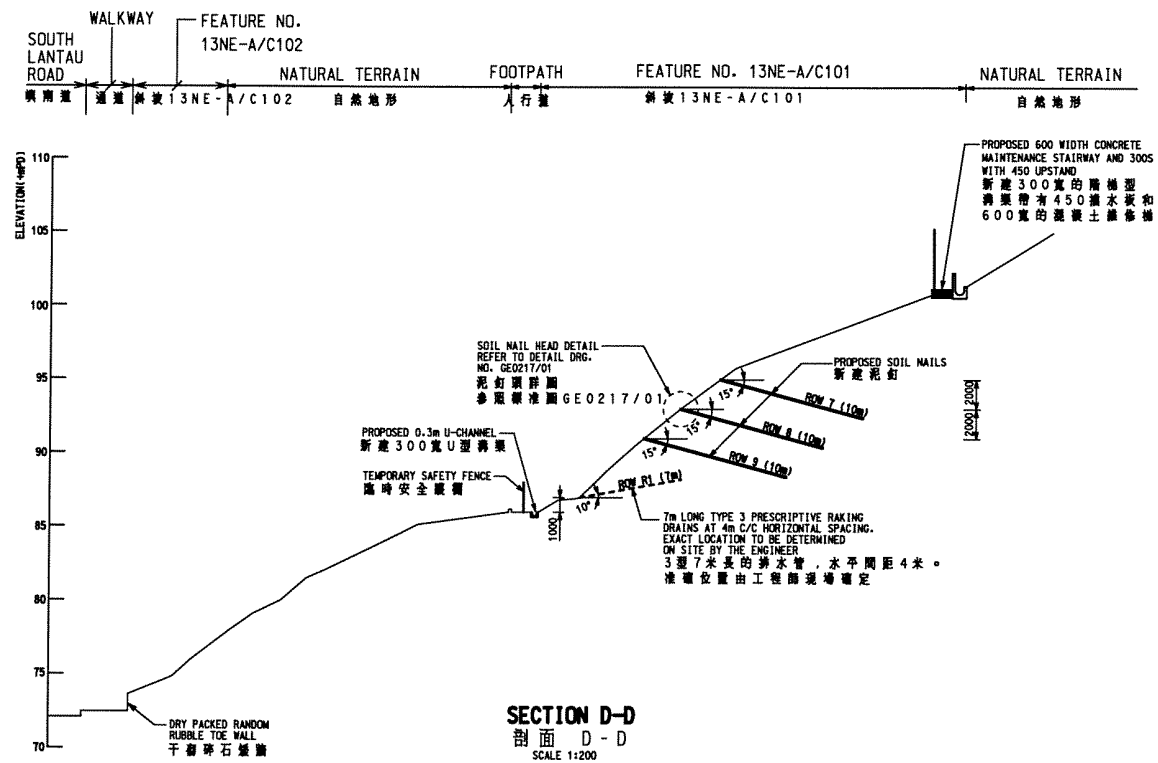 WALKWAY
FEATURE NO.
13NE-A/C102
SOUTH
LANTAU
ROAD
NATURAL TERRAIN
FOOTPATH
FEATURE NO. 13NE-A/C101
NATURAL TERRAIN
嶼南道
通道
斜坡13NE-A/C102
自然地形
人行道
斜坡13NE-A/C101
自然地形
ELEVATION(+mPD)
110
105
100
95
90
85
80
75
70
PROPOSED 600 WIDTH CONCRETE
MAINTENANCE STAIRWAY AND 300S
WITH 450 UPSTAND
新建300寬的階梯型
溝渠帶有450擋水板和
600寬的混凝土維修梯
SOIL NAIL HEAD DETAIL
REFER TO DETAIL DRG.
NO. GE0217/01
泥釘頭詳圖
參照標准圖GE0217/01
PROPOSED SOIL NAILS
新建泥釘
15°
ROW 7 (10m)
15°
ROW 8 (10m)
15°
ROW 9 (10m)
2000
2000
PROPOSED 0.3m U-CHANNEL
新建300寬U型溝渠
TEMPORARY SAFETY FENCE
臨時安全護欄
ROW R1 (7m)
10°
1000
7m LONG TYPE 3 PRESCRIPTIVE RAKING
DRAINS AT 4m C/C HORIZONTAL SPACING.
EXACT LOCATION TO BE DETERMINED
ON SITE BY THE ENGINEER
3型7米長的排水管，水平間距4米。
准確位置由工程師現場確定
DRY PACKED RANDOM
RUBBLE TOE WALL
干砌碎石矮牆
SECTION D-D
剖面 D-D
SCALE 1:200